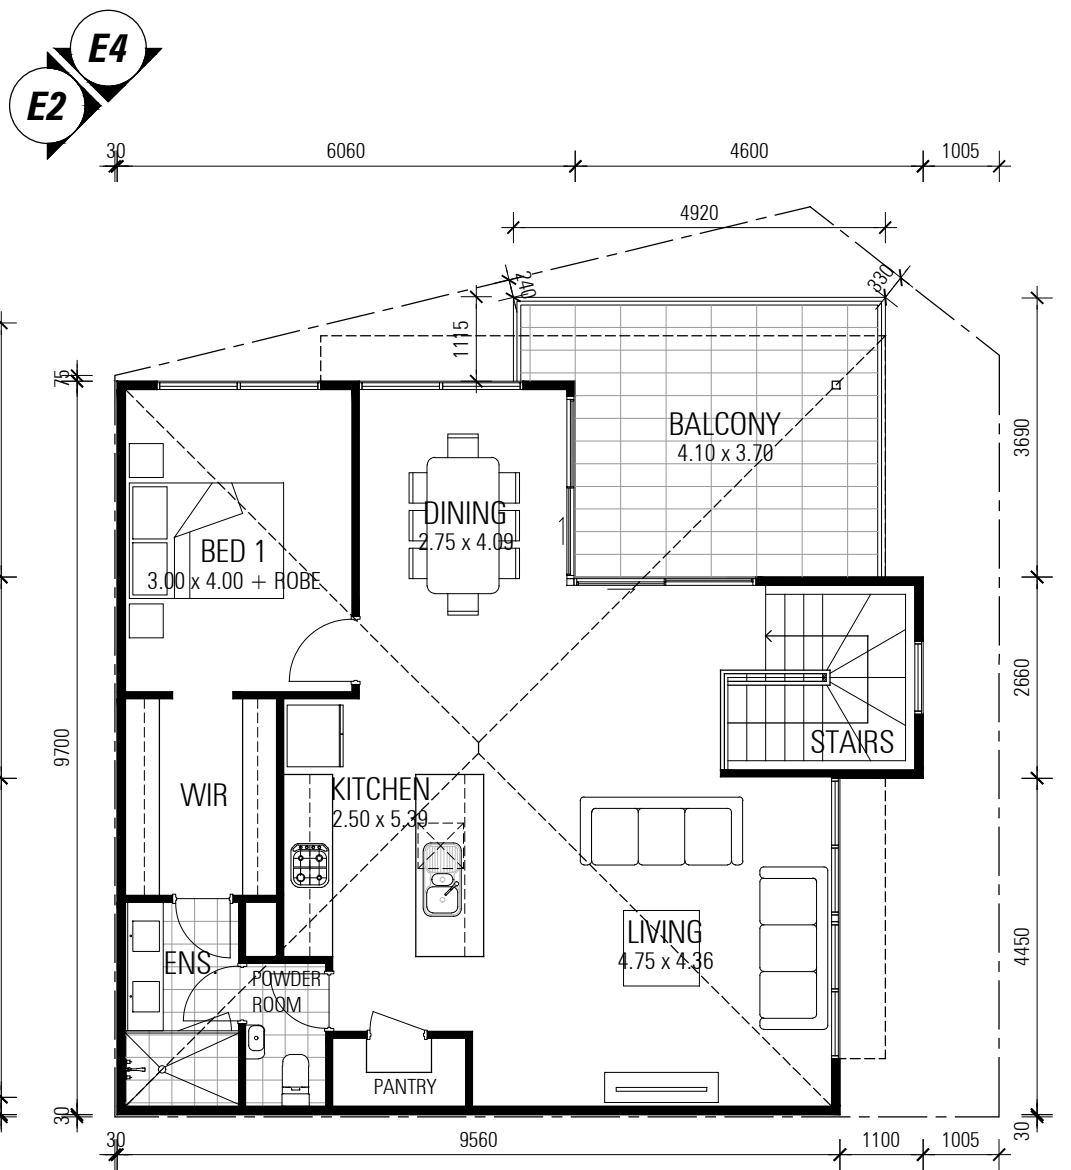 E4
E2
30
6060
4600
1005
4920
240
330
1115
75
3690
BALCONY
4.10 x 3.70
DINING
2.75 x 4.09
BED 1
3.00 x 4.00 + ROBE
2660
9700
STAIRS
WIR
KITCHEN
2.50 x 5.39
LIVING
4.75 x 4.36
4450
ENS.
POWDER
ROOM
PANTRY
30
30
30
9560
1100
1005